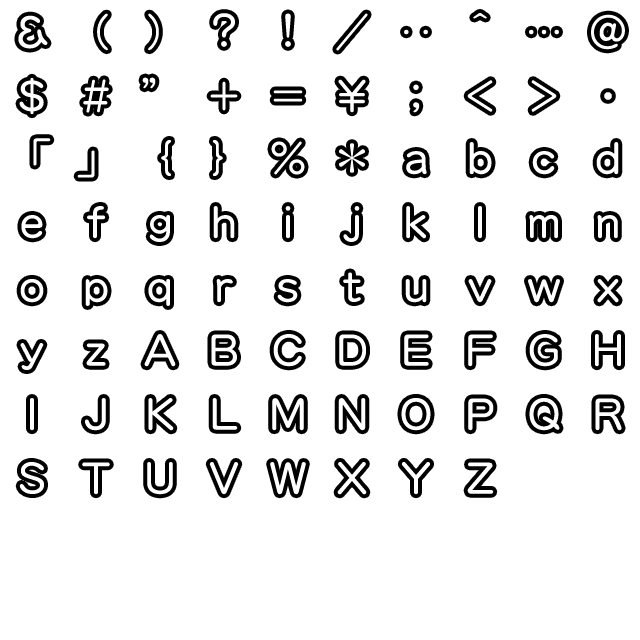 & ( ) ? ! / ‥ ^ … @
$ # ” + = ¥ ; < > ・
「 」 { } % * a b c d
e f g h i j k l m n
o p q r s t u v w x
y z A B C D E F G H
I J K L M N O P Q R
S T U V W X Y Z